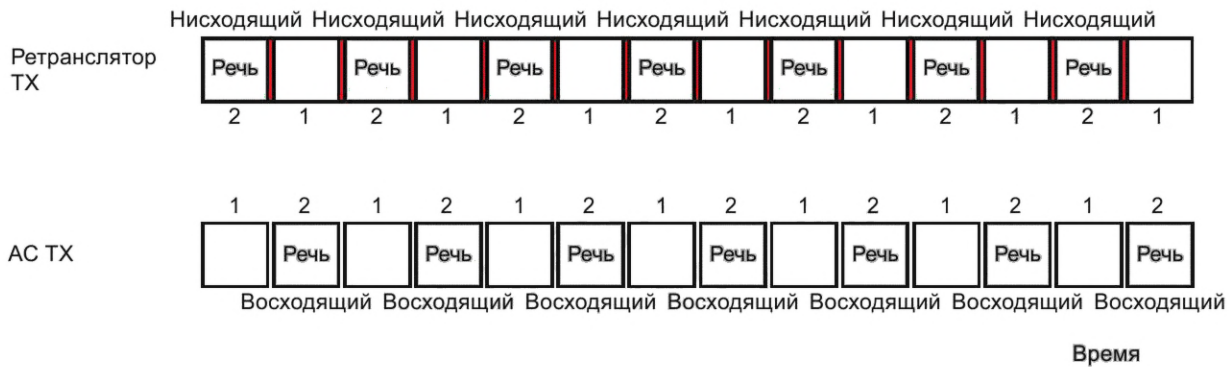 Нисходящий Нисходящий Нисходящий Нисходящий Нисходящий Нисходящий Нисходящий
Ретранслятор
TX
Речь Речь Речь Речь Речь Речь Речь
2 1 2 1 2 1 2 1 2 1 2 1 2 1
1 2 1 2 1 2 1 2 1 2 1 2 1 2
АС TX
Речь Речь Речь Речь Речь Речь Речь
Восходящий Восходящий Восходящий Восходящий Восходящий Восходящий Восходящий
Время